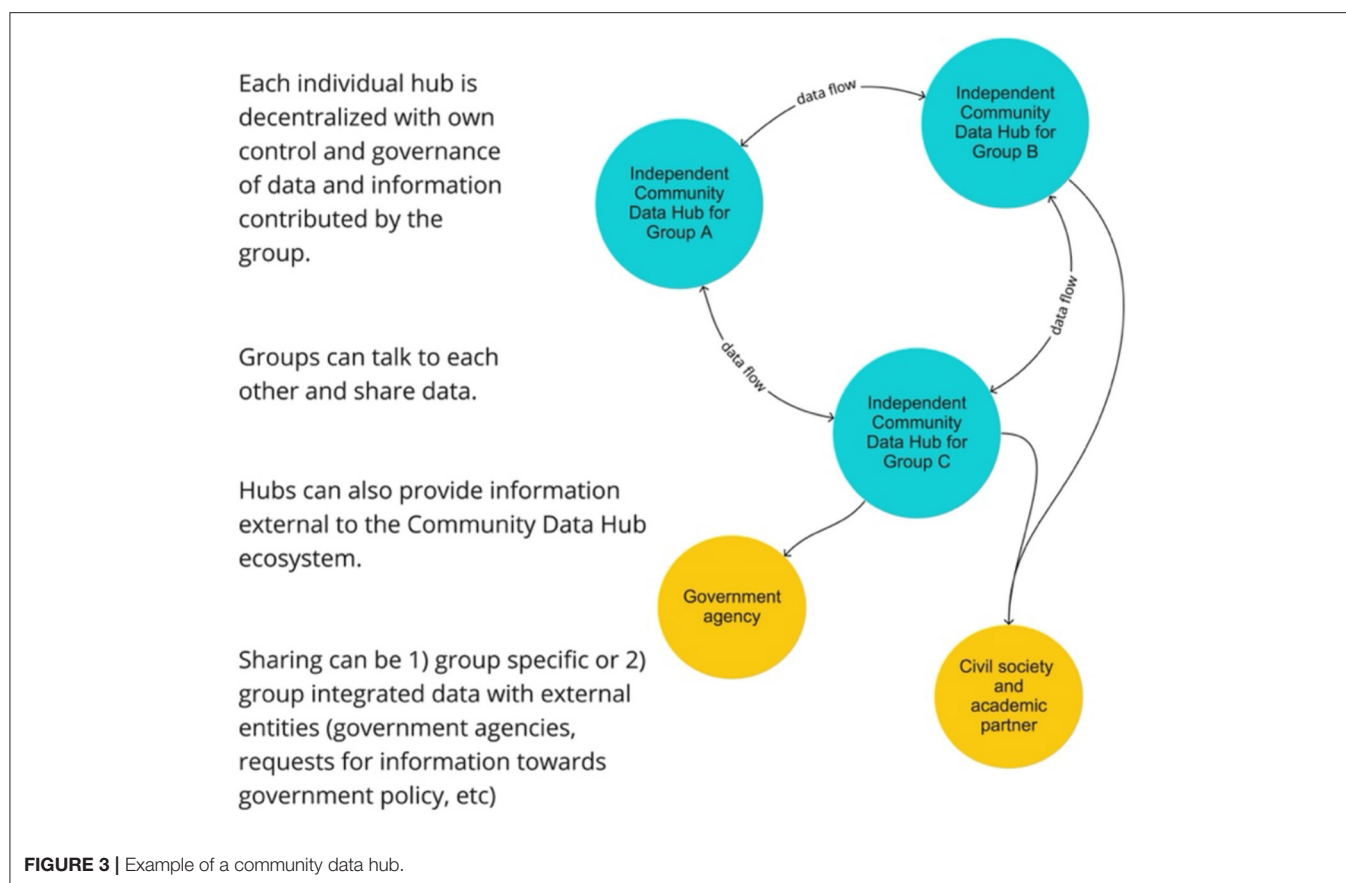 Each individual hub is
decentralized with own
control and governance
of data and information
contributed by the
group.
Groups can talk to each
other and share data.
Hubs can also provide information
external to the Community Data Hub
ecosystem.
Sharing can be 1) group specific or 2)
group integrated data with external
entities (government agencies,
requests for information towards
government policy, etc)
data flow
Independent
Community
Data Hub for
Group B
Independent
Community
Data Hub for
Group A
data flow
data flow
Independent
Community
Data Hub for
Group C
Government
agency
Civil society
and
academic
partner
FIGURE 3 | Example of a community data hub.